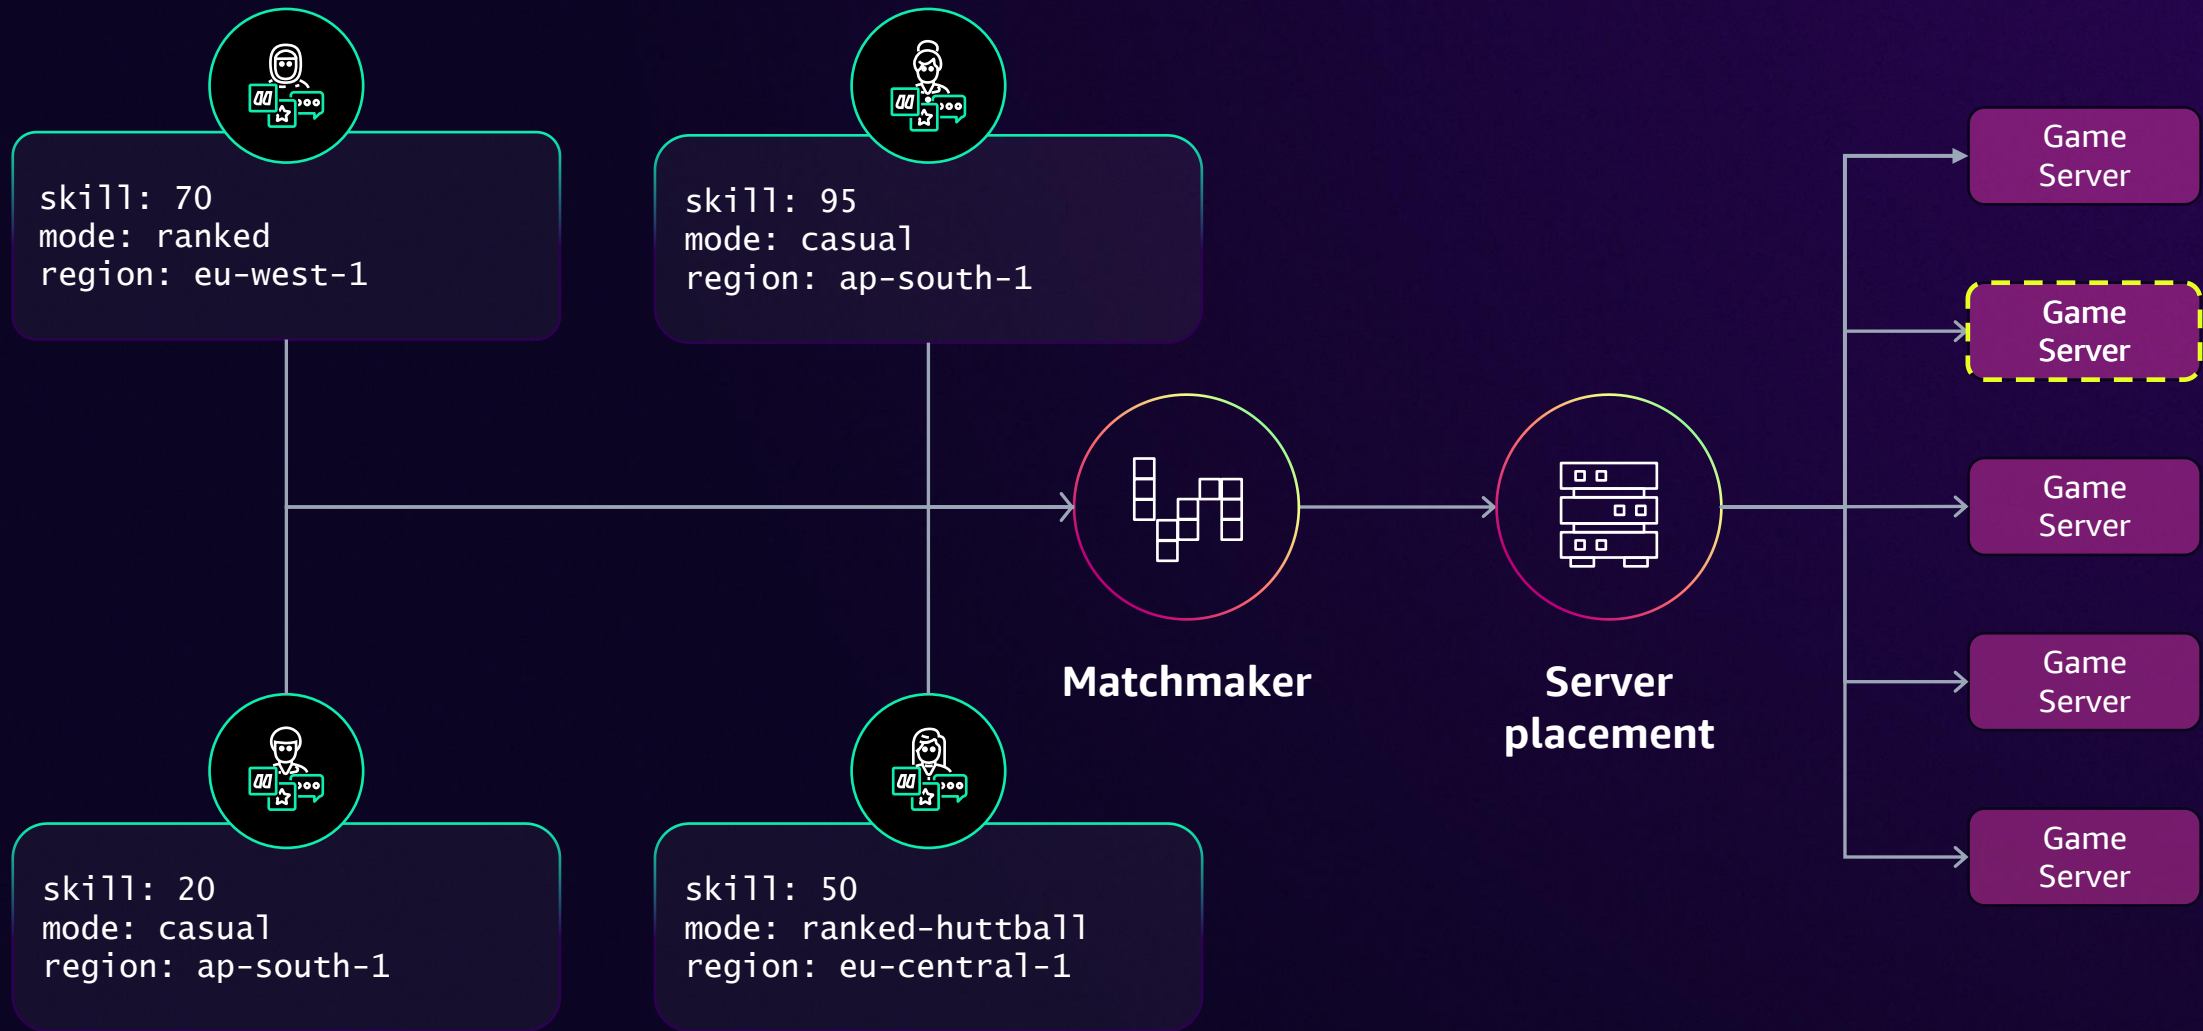 skill: 70
mode: ranked
region: eu-west-1
skill: 95
mode: casual
region: ap-south-1
Game
Server
Game
Server
Game
Server
Game
Server
Game
Server
Matchmaker
Server
placement
skill: 20
mode: casual
region: ap-south-1
skill: 50
mode: ranked-huttball
region: eu-central-1